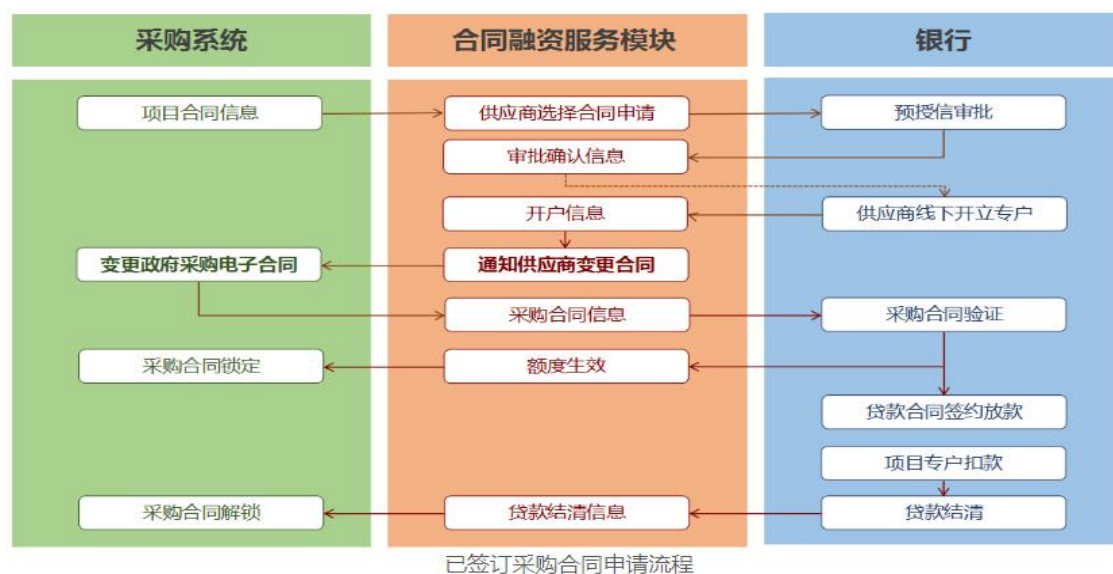 采购系统 合同融资服务模块 银行
项目合同信息 供应商选择合同申请 预授信审批
审批确认信息
开户信息 供应商线下开立专户
变更政府采购电子合同 通知供应商变更合同
采购合同信息 采购合同验证
采购合同锁定 额度生效
贷款合同签约放款
项目专户扣款
采购合同解锁 贷款结清信息 贷款结清
已签订采购合同申请流程